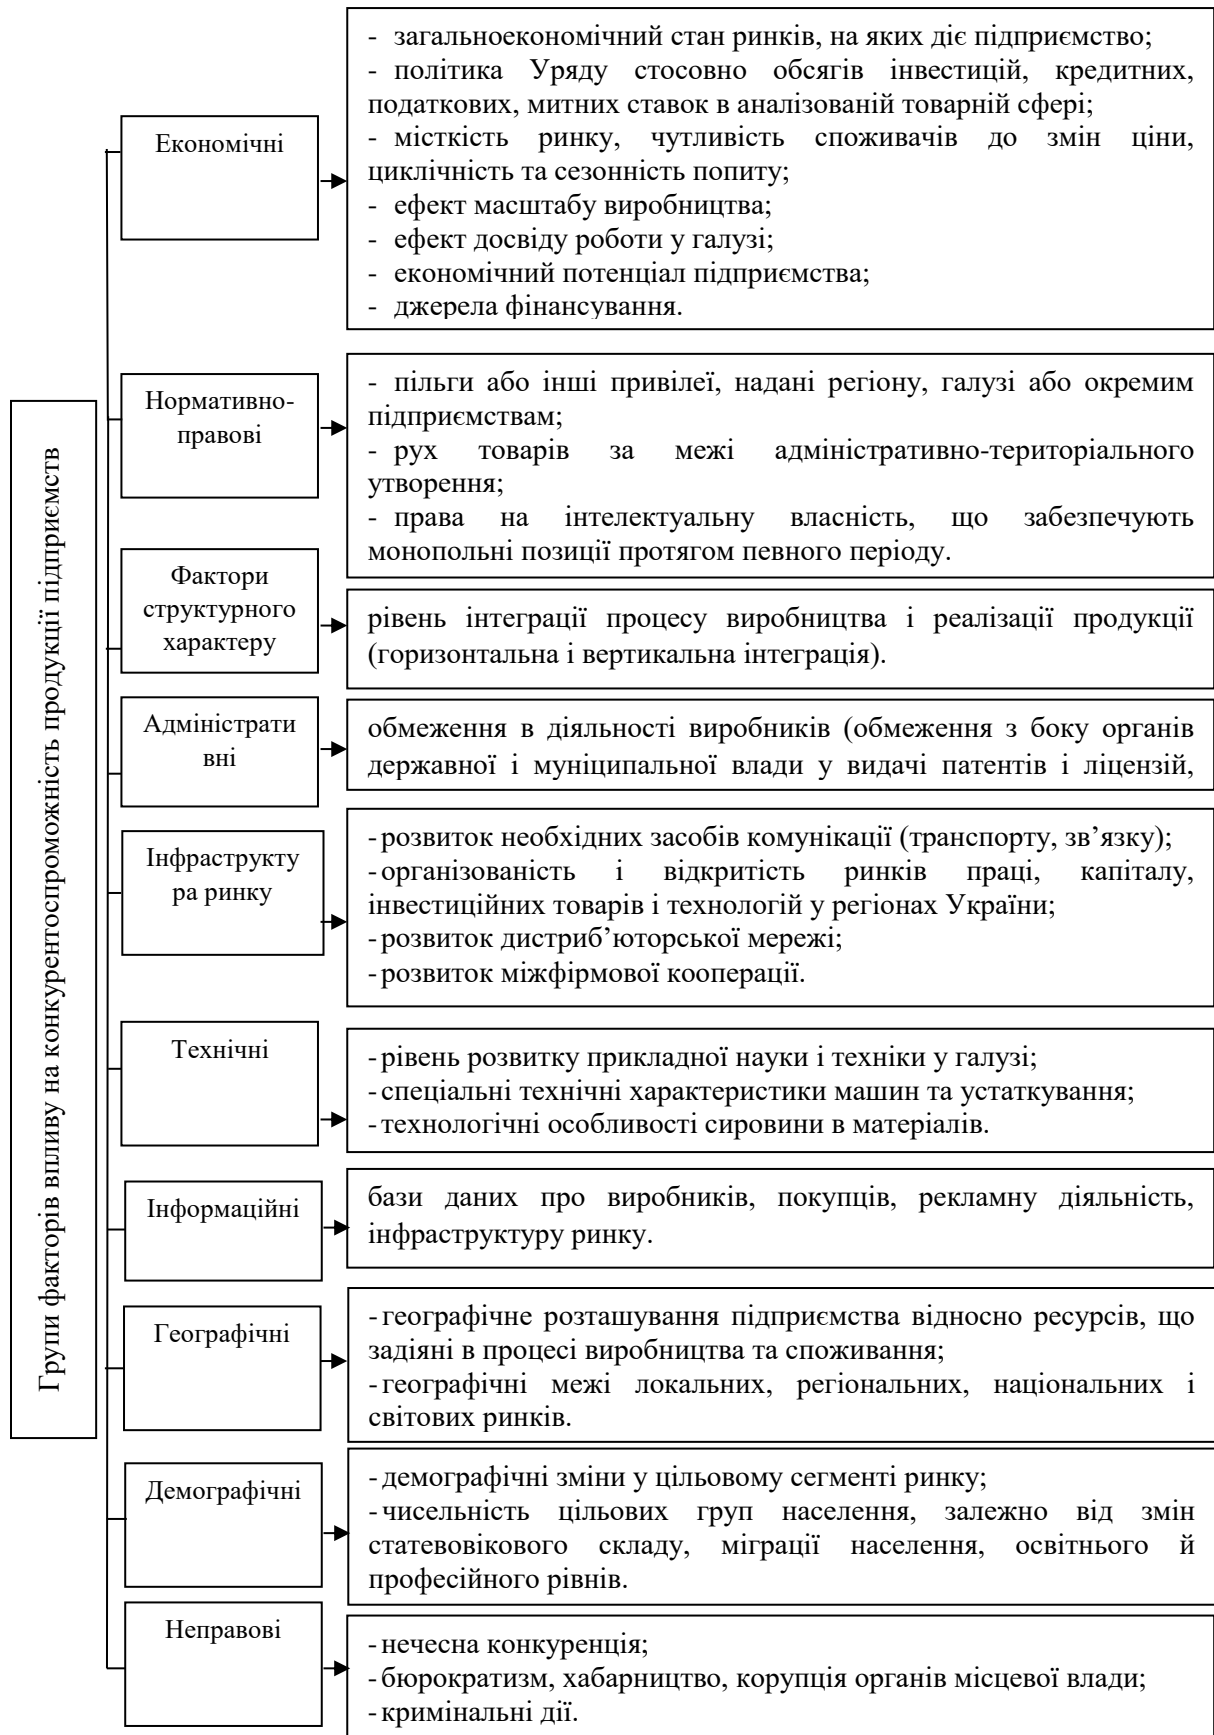 Групи факторів впливу на конкурентоспроможність продукції підприємств
Економічні
- загальноекономічний стан ринків, на яких діє підприємство;
- політика Уряду стосовно обсягів інвестицій, кредитних,
податкових, митних ставок в аналізованій товарній сфері;
- місткість ринку, чутливість споживачів до змін ціни,
циклічність та сезонність попиту;
- ефект масштабу виробництва;
- ефект досвіду роботи у галузі;
- економічний потенціал підприємства;
- джерела фінансування.
Нормативно-
правові
- пільги або інші привілеї, надані регіону, галузі або окремим
підприємствам;
- рух товарів за межі адміністративно-територіального
утворення;
- права на інтелектуальну власність, що забезпечують
монопольні позиції протягом певного періоду.
Фактори
структурного
характеру
рівень інтеграції процесу виробництва і реалізації продукції
(горизонтальна і вертикальна інтеграція).
Адміністрати
вні
обмеження в діяльності виробників (обмеження з боку органів
державної і муніципальної влади у видачі патентів і ліцензій,
Інфраструкту
ра ринку
- розвиток необхідних засобів комунікації (транспорту, зв’язку);
- організованість і відкритість ринків праці, капіталу,
інвестиційних товарів і технологій у регіонах України;
- розвиток дистриб’юторської мережі;
- розвиток міжфірмової кооперації.
Технічні
- рівень розвитку прикладної науки і техніки у галузі;
- спеціальні технічні характеристики машин та устаткування;
- технологічні особливості сировини в матеріалів.
Інформаційні
бази даних про виробників, покупців, рекламну діяльність,
інфраструктуру ринку.
Географічні
- географічне розташування підприємства відносно ресурсів, що
задіяні в процесі виробництва та споживання;
- географічні межі локальних, регіональних, національних і
світових ринків.
Демографічні
- демографічні зміни у цільовому сегменті ринку;
- чисельність цільових груп населення, залежно від змін
статевовікового складу, міграції населення, освітнього й
професійного рівнів.
Неправові
- нечесна конкуренція;
- бюрократизм, хабарництво, корупція органів місцевої влади;
- кримінальні дії.